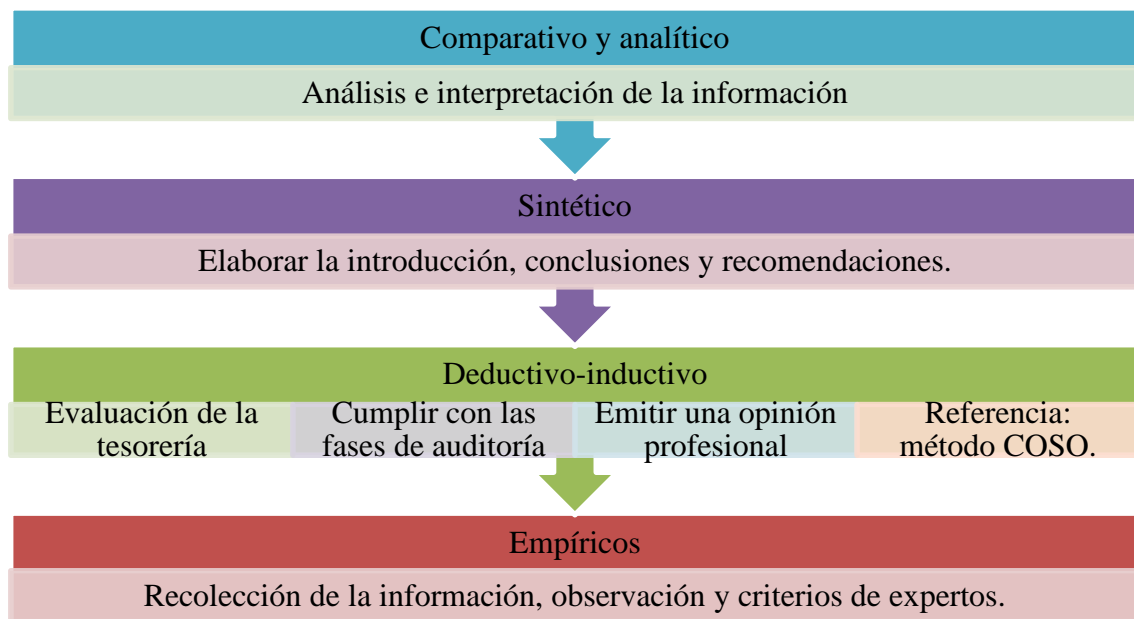 Comparativo y analítico
Análisis e interpretación de la información
Sintético
Elaborar la introducción, conclusiones y recomendaciones.
Deductivo-inductivo
Evaluación de la
tesorería
Cumplir con las
fases de auditoría
Emitir una opinión
profesional
Referencia:
método COSO.
Empíricos
Recolección de la información, observación y criterios de expertos.